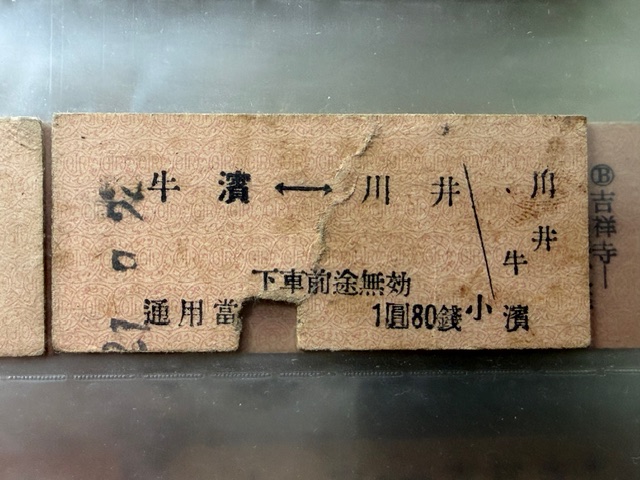 牛濱 ⟷ 川井
下車前途無効
通用當
1圓80錢
川井
牛濱
小
Ⓑ吉祥寺